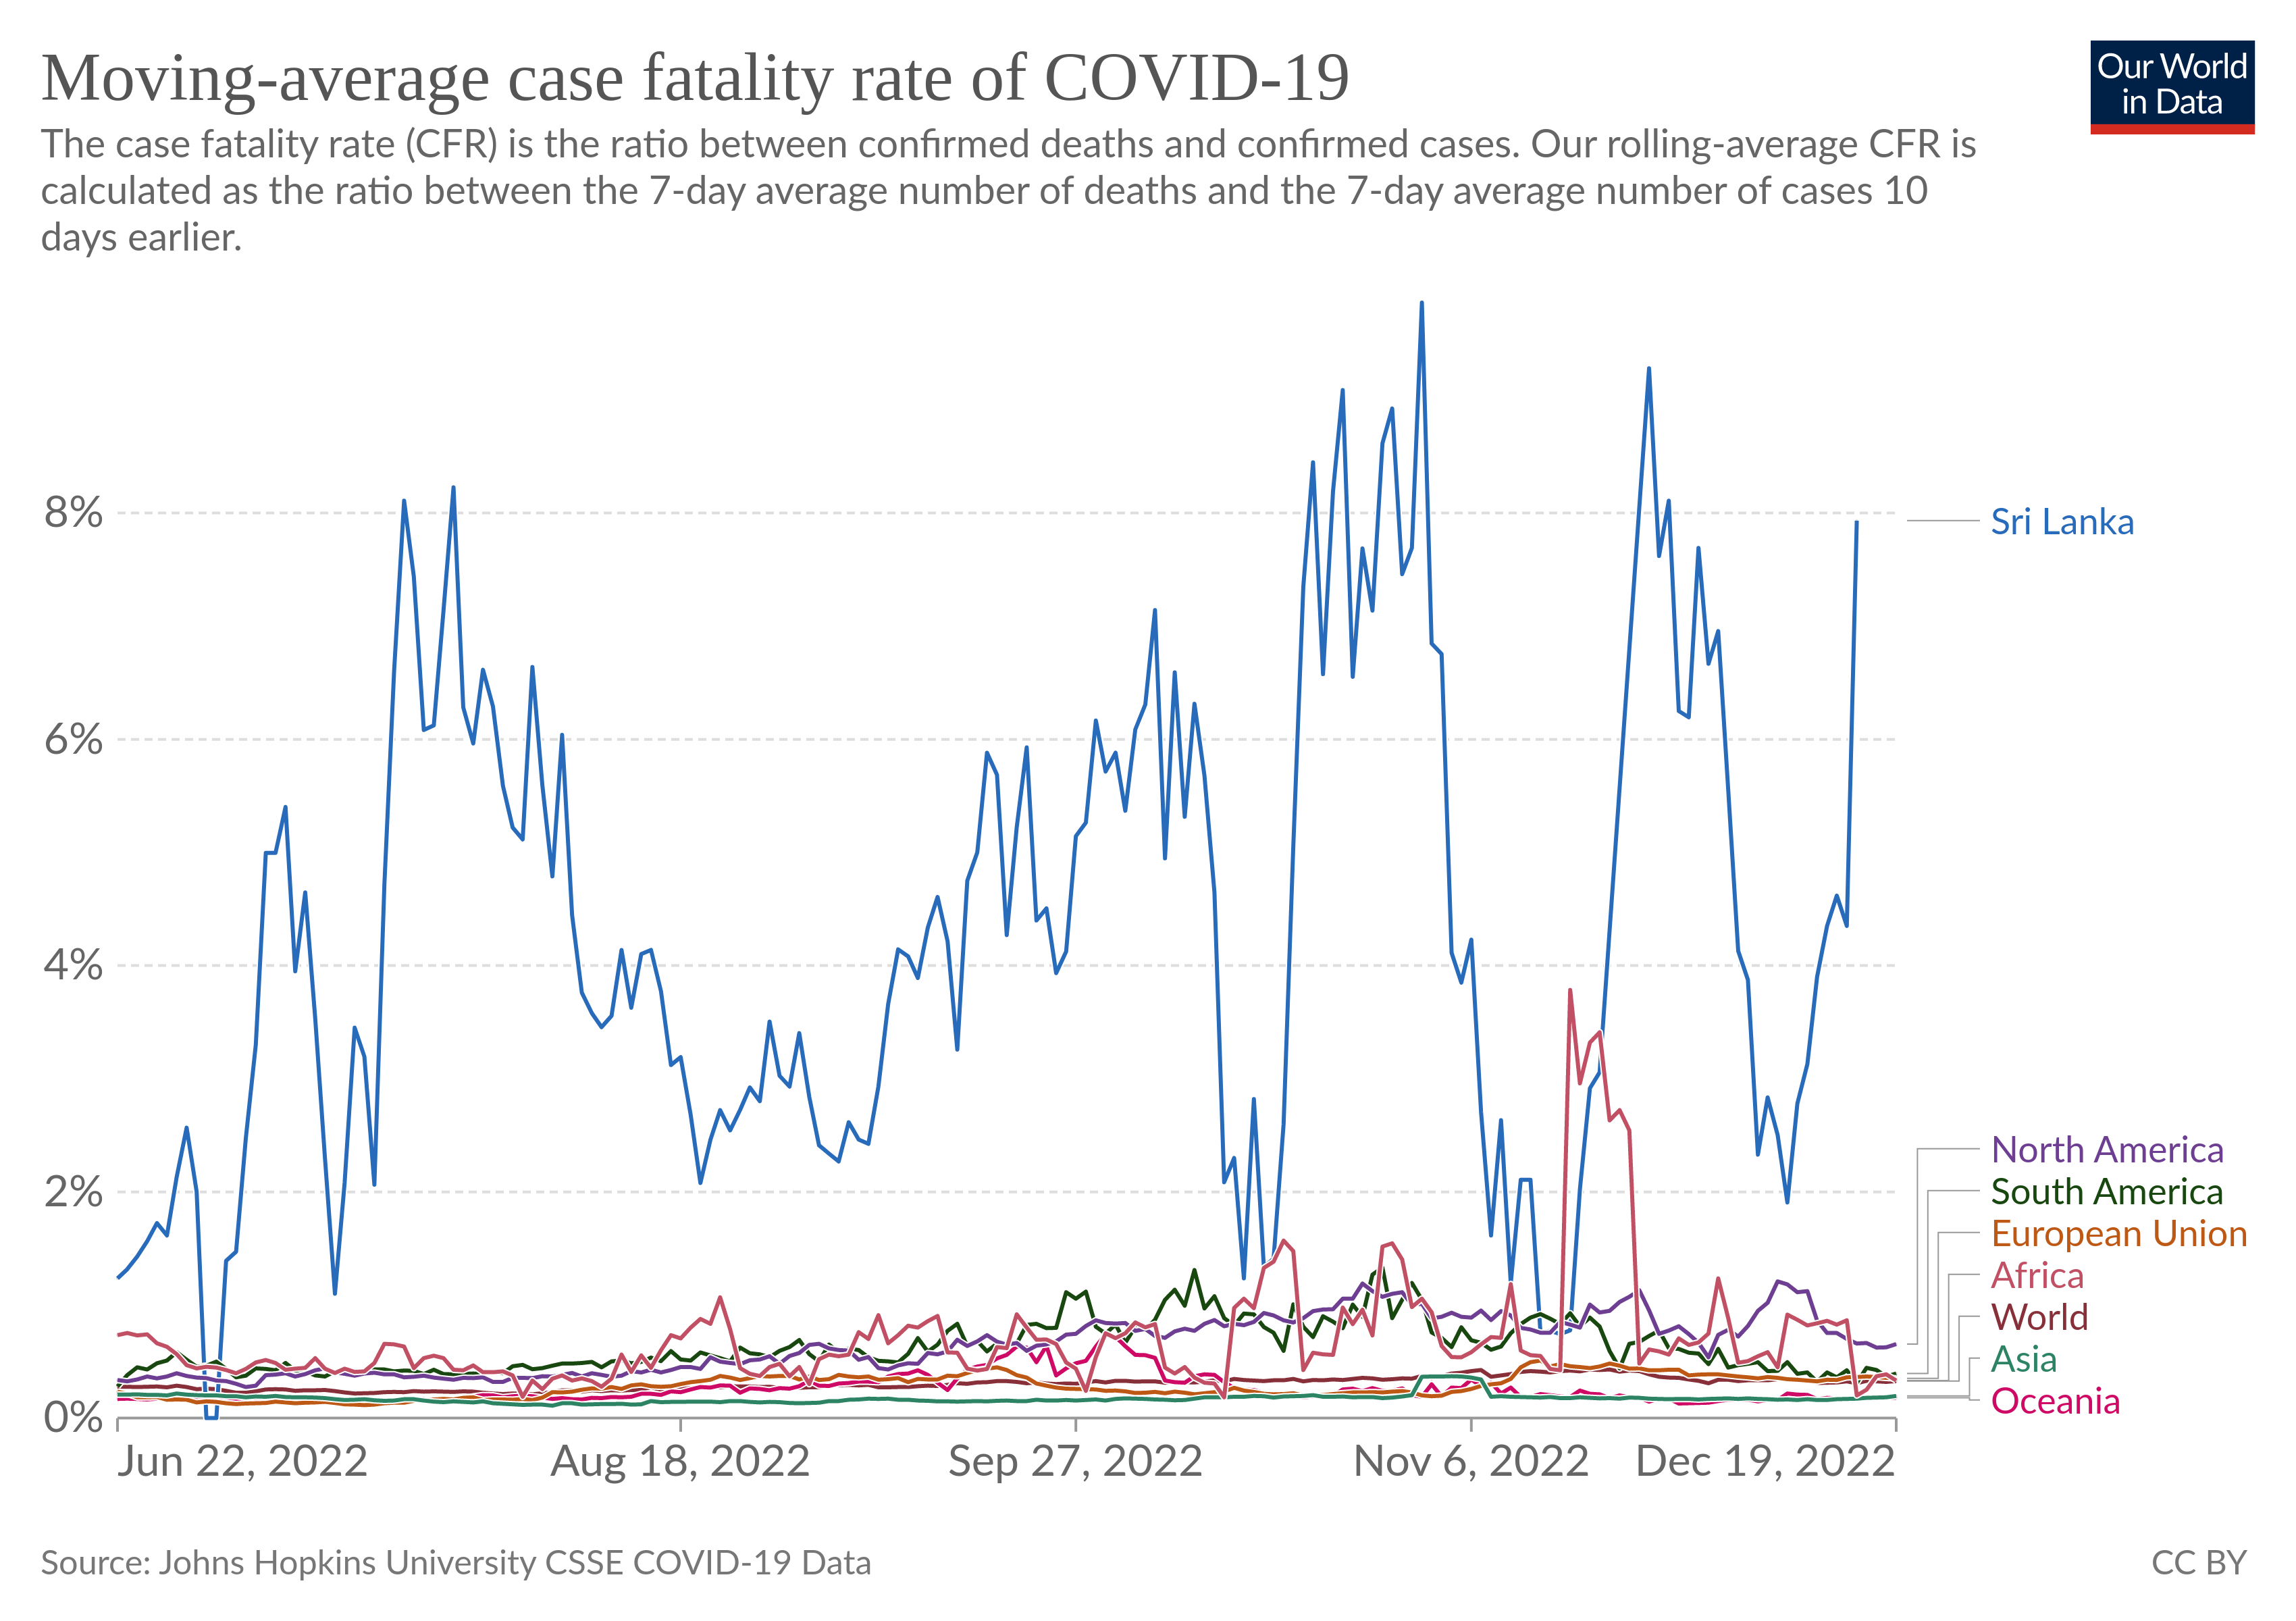 Moving-average case fatality rate of COVID-19
Our World
in Data
The case fatality rate (CFR) is the ratio between confirmed deaths and confirmed cases. Our rolling-average CFR is
calculated as the ratio between the 7-day average number of deaths and the 7-day average number of cases 10
days earlier.
8%
6%
4%
2%
0%
Sri Lanka
North America
South America
European Union
Africa
World
Asia
Oceania
Jun 22, 2022
Aug 18, 2022
Sep 27, 2022
Nov 6, 2022
Dec 19, 2022
Source: Johns Hopkins University CSSE COVID-19 Data
CC BY